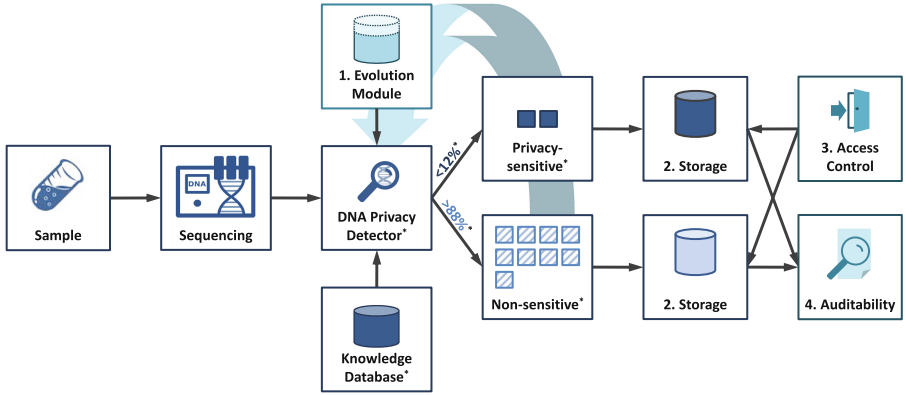 Sample
DNA
Sequencing
1. Evolution
Module
DNA Privacy
Detector*
Knowledge
Database*
<12%*
>88%*
Privacy-
sensitive*
Non-sensitive*
2. Storage
2. Storage
3. Access
Control
4. Auditability